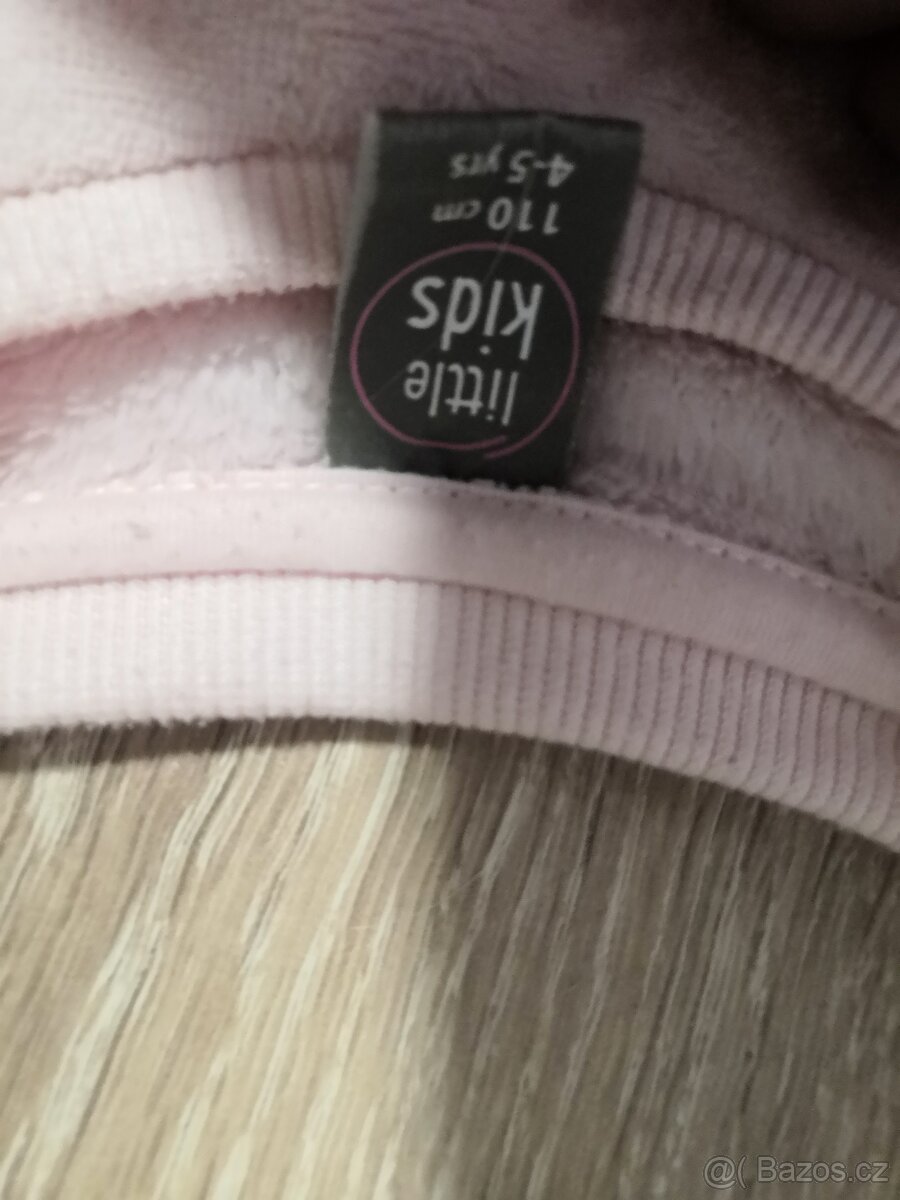 little
kids
110 cm
4-5 yrs
@( Bazos.cz